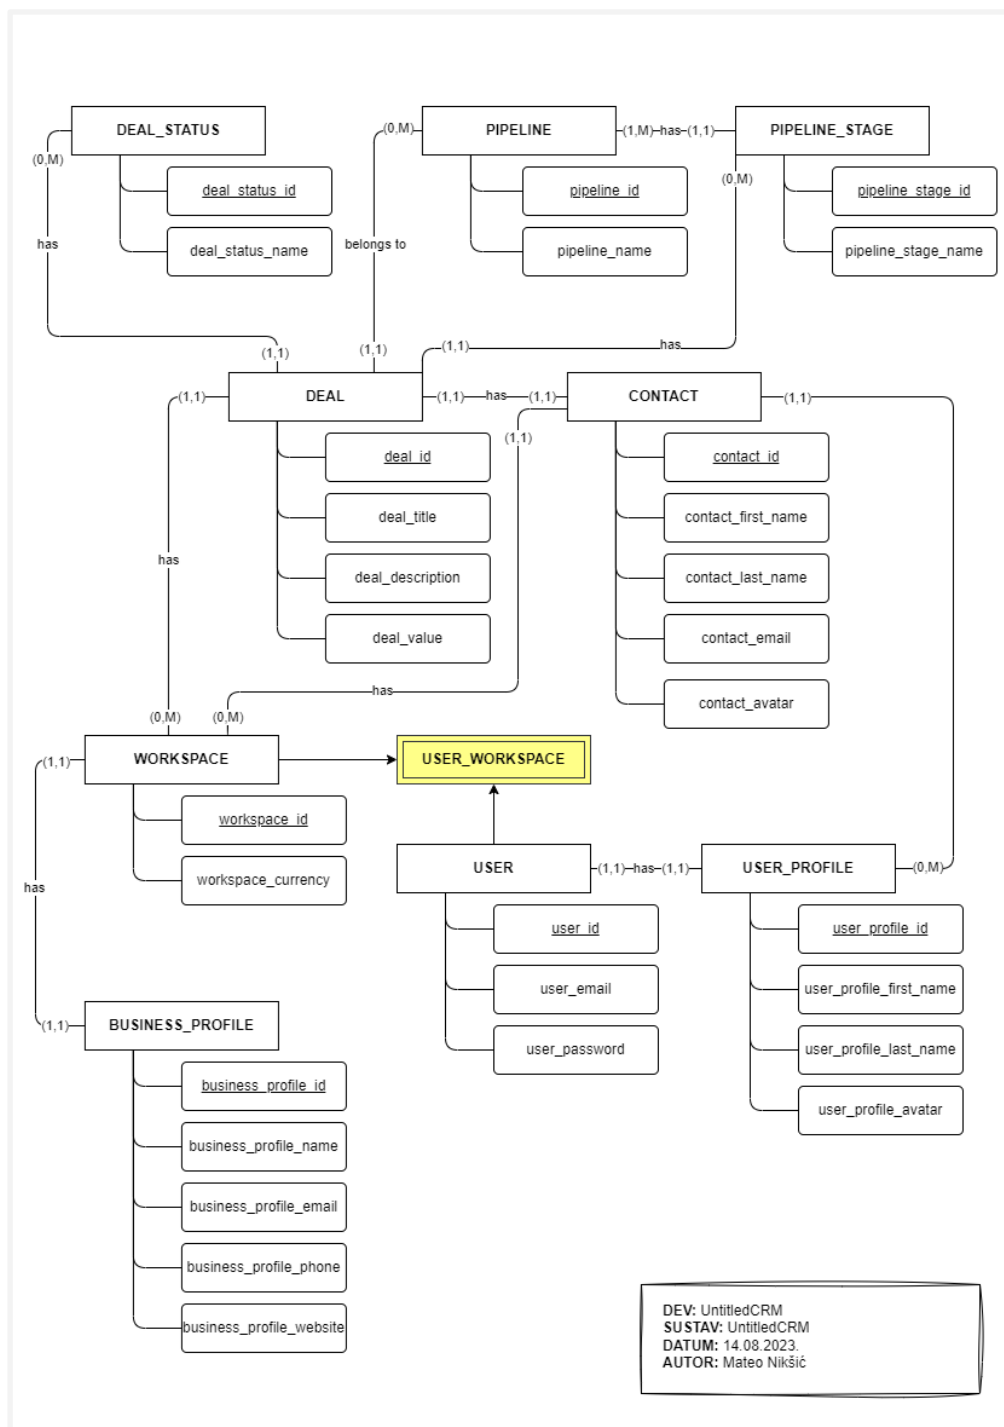 DEAL_STATUS
PIPELINE
PIPELINE_STAGE
(0,M)
(1,M)
has
(1,1)
(0,M)
(0,M)
deal_status_id
pipeline_id
pipeline_stage_id
has
deal_status_name
belongs to
pipeline_name
pipeline_stage_name
(1,1)
(1,1)
(1,1)
has
(1,1)
DEAL
(1,1)
has
(1,1)
CONTACT
(1,1)
(1,1)
deal_id
contact_id
deal_title
contact_first_name
has
deal_description
contact_last_name
deal_value
contact_email
has
contact_avatar
(0,M)
(0,M)
(1,1)
WORKSPACE
USER_WORKSPACE
workspace_id
has
workspace_currency
USER
(1,1)
has
(1,1)
USER_PROFILE
(0,M)
user_id
user_profile_id
user_email
user_profile_first_name
(1,1)
BUSINESS_PROFILE
user_password
user_profile_last_name
business_profile_id
user_profile_avatar
business_profile_name
business_profile_email
business_profile_phone
business_profile_website
DEV: UntitledCRM
SUSTAV: UntitledCRM
DATUM: 14.08.2023.
AUTOR: Mateo Nikšić